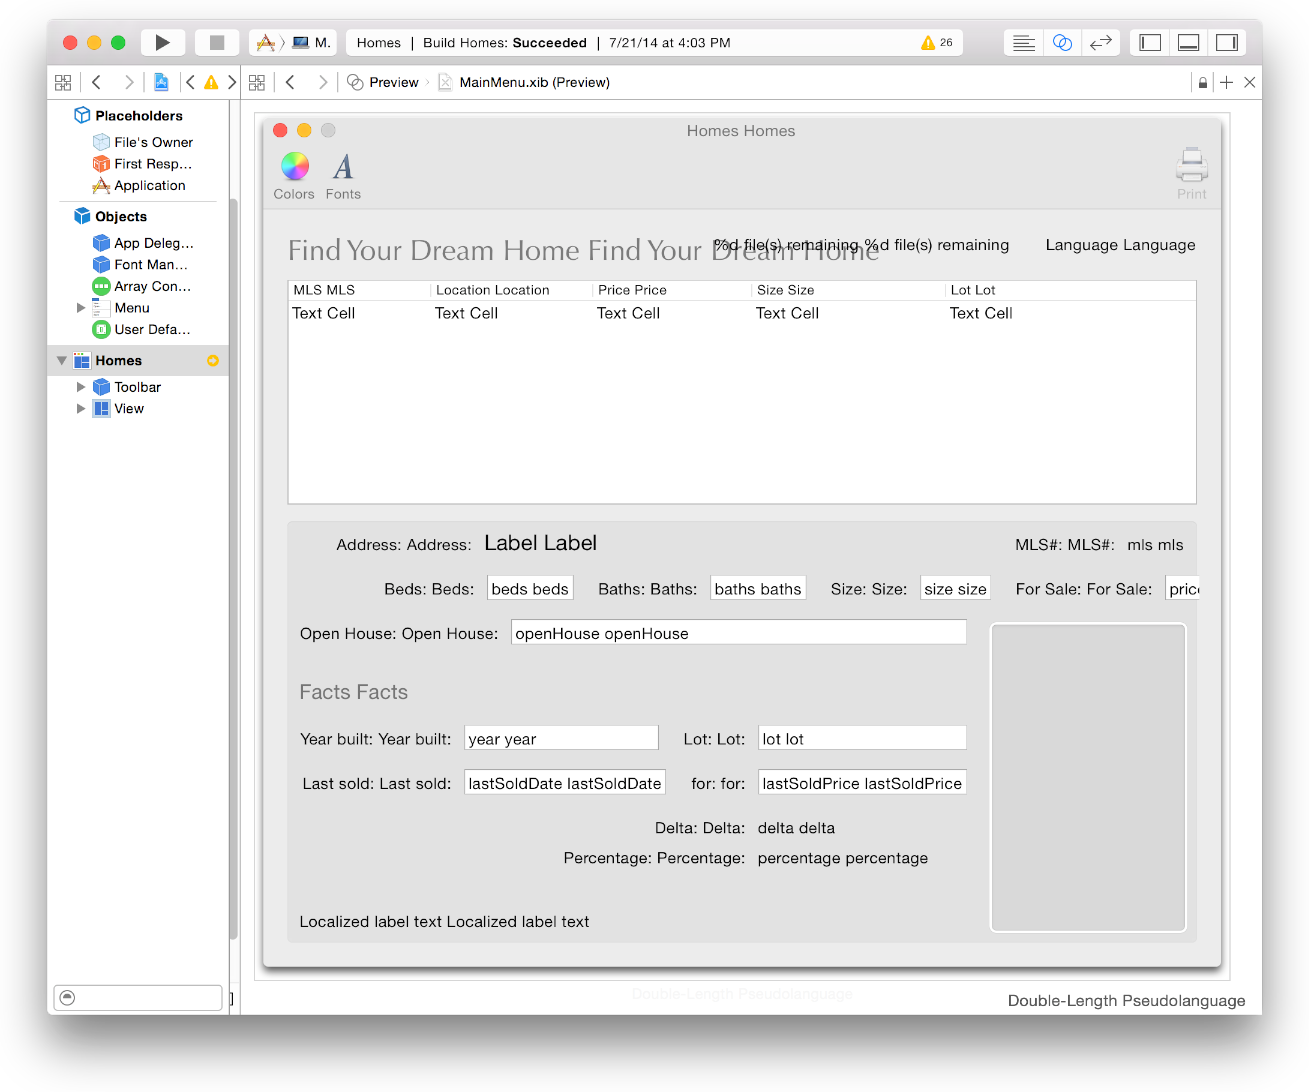 M.
Homes | Build Homes: Succeeded | 7/21/14 at 4:03 PM
26
Preview
MainMenu.xib (Preview)
Placeholders
File's Owner
First Resp...
Application
Objects
App Deleg...
Font Man...
Array Con...
Menu
User Defa...
Homes
Toolbar
View
Homes Homes
Colors
Fonts
Print
Find Your Dream Home Find Your Dream Home
%d file(s) remaining %d file(s) remaining
Language Language
MLS MLS Location Location Price Price Size Size Lot Lot
Text Cell Text Cell Text Cell Text Cell Text Cell
Address: Address: Label Label MLS#: MLS#: mls mls
Beds: Beds: beds beds Baths: Baths: baths baths Size: Size: size size For Sale: For Sale: pric
Open House: Open House: openHouse openHouse
Facts Facts
Year built: Year built: year year Lot: Lot: lot lot
Last sold: Last sold: lastSoldDate lastSoldDate for: for: lastSoldPrice lastSoldPrice
Delta: Delta: delta delta
Percentage: Percentage: percentage percentage
Localized label text Localized label text
Double-Length Pseudolanguage
Double-Length Pseudolanguage